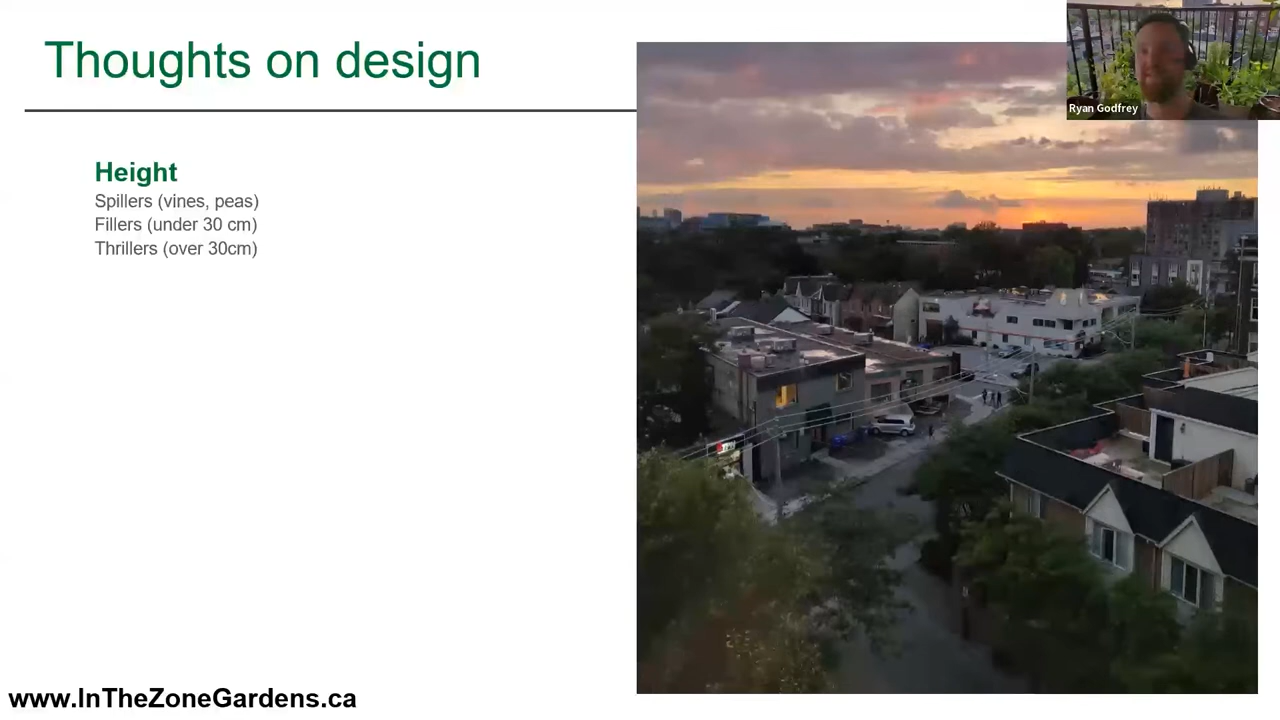 Thoughts on design
Ryan Godfrey
Height
Spillers (vines, peas)
Fillers (under 30 cm)
Thrillers (over 30cm)
www.InTheZoneGardens.ca